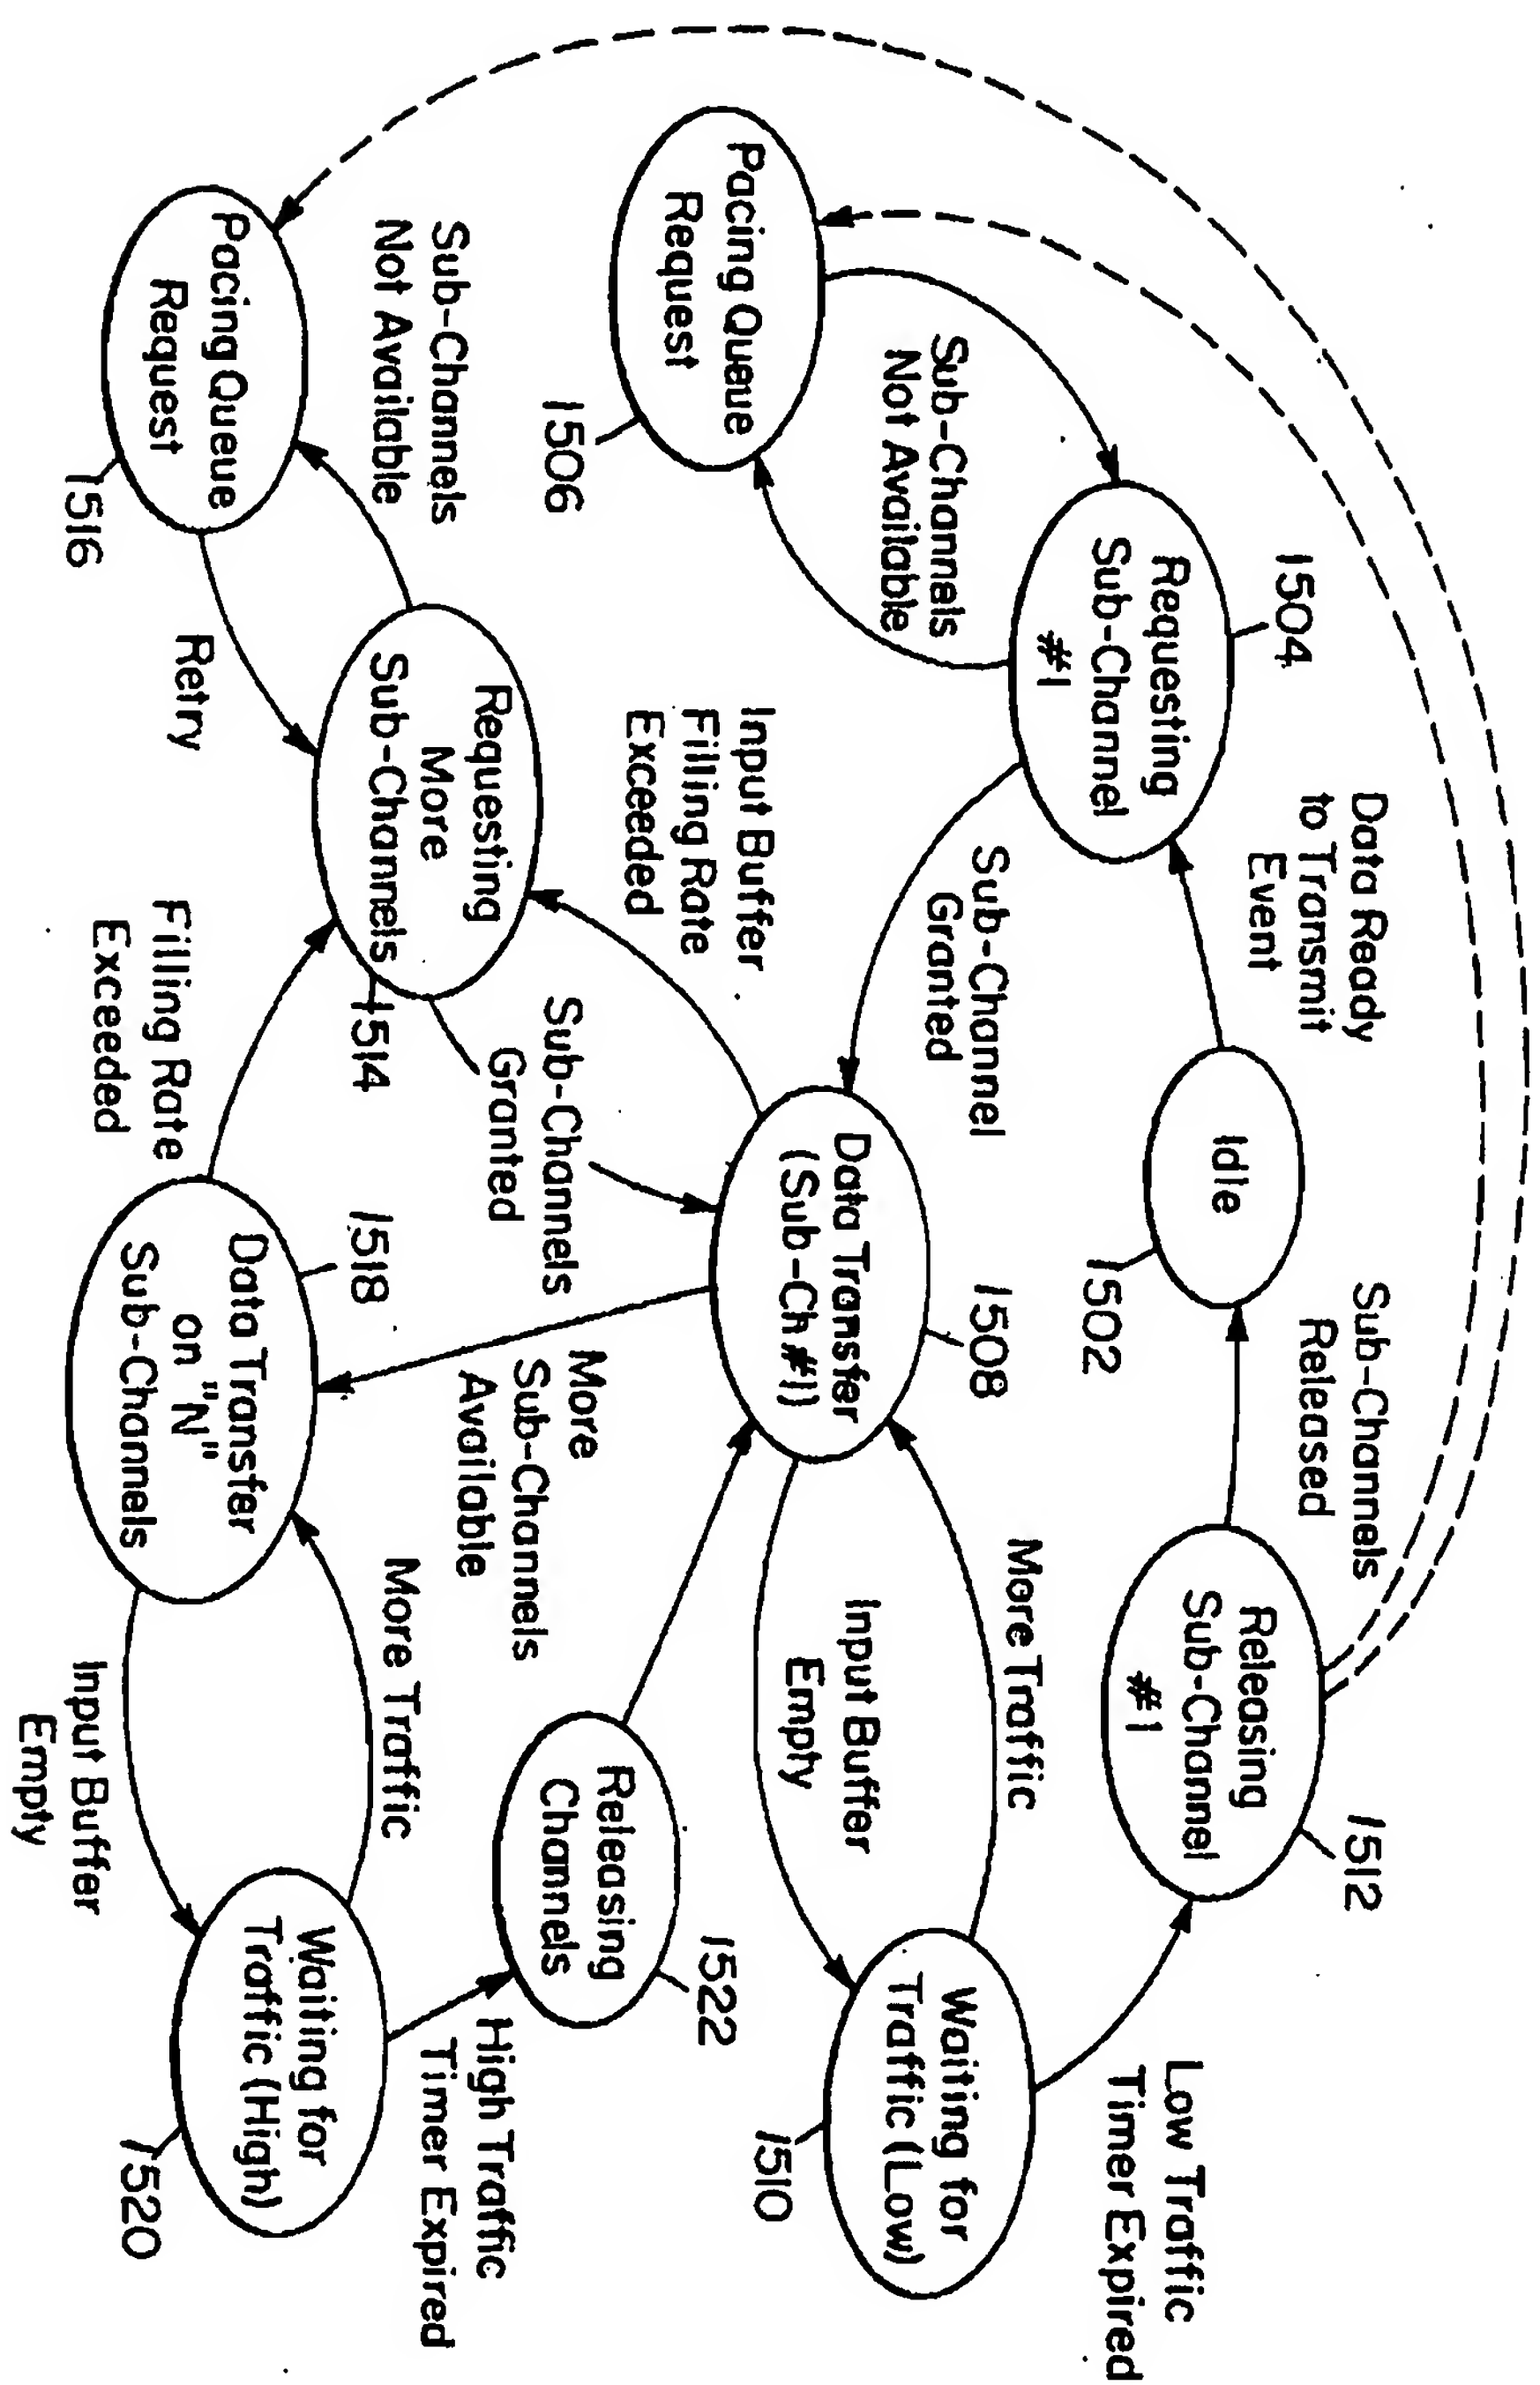 1504
Requesting
Sub-Channel
#1
Data Ready
to Transmit
Event
Idle
1502
Sub-Channels
Released
Releasing
Sub-Channel
#1
1512
Low Traffic
Timer Expired
Pacing Queue
Request
1506
Sub-Channels
Not Available
Sub-Channel
Granted
Data Transfer
(Sub-Ch#1)
1508
More Traffic
Input Buffer
Empty
Waiting for
Traffic (Low)
1510
Input Buffer
Filling Rate
Exceeded
Sub-Channels
Not Available
Pacing Queue
Request
1516
Retry
Requesting
More
Sub-Channels
1514
Sub-Channels
Granted
More
Sub-Channels
Available
Releasing
Channels
1522
High Traffic
Timer Expired
Filling Rate
Exceeded
1518
Data Transfer
on "N"
Sub-Channels
More Traffic
Input Buffer
Empty
Waiting for
Traffic (High)
1520